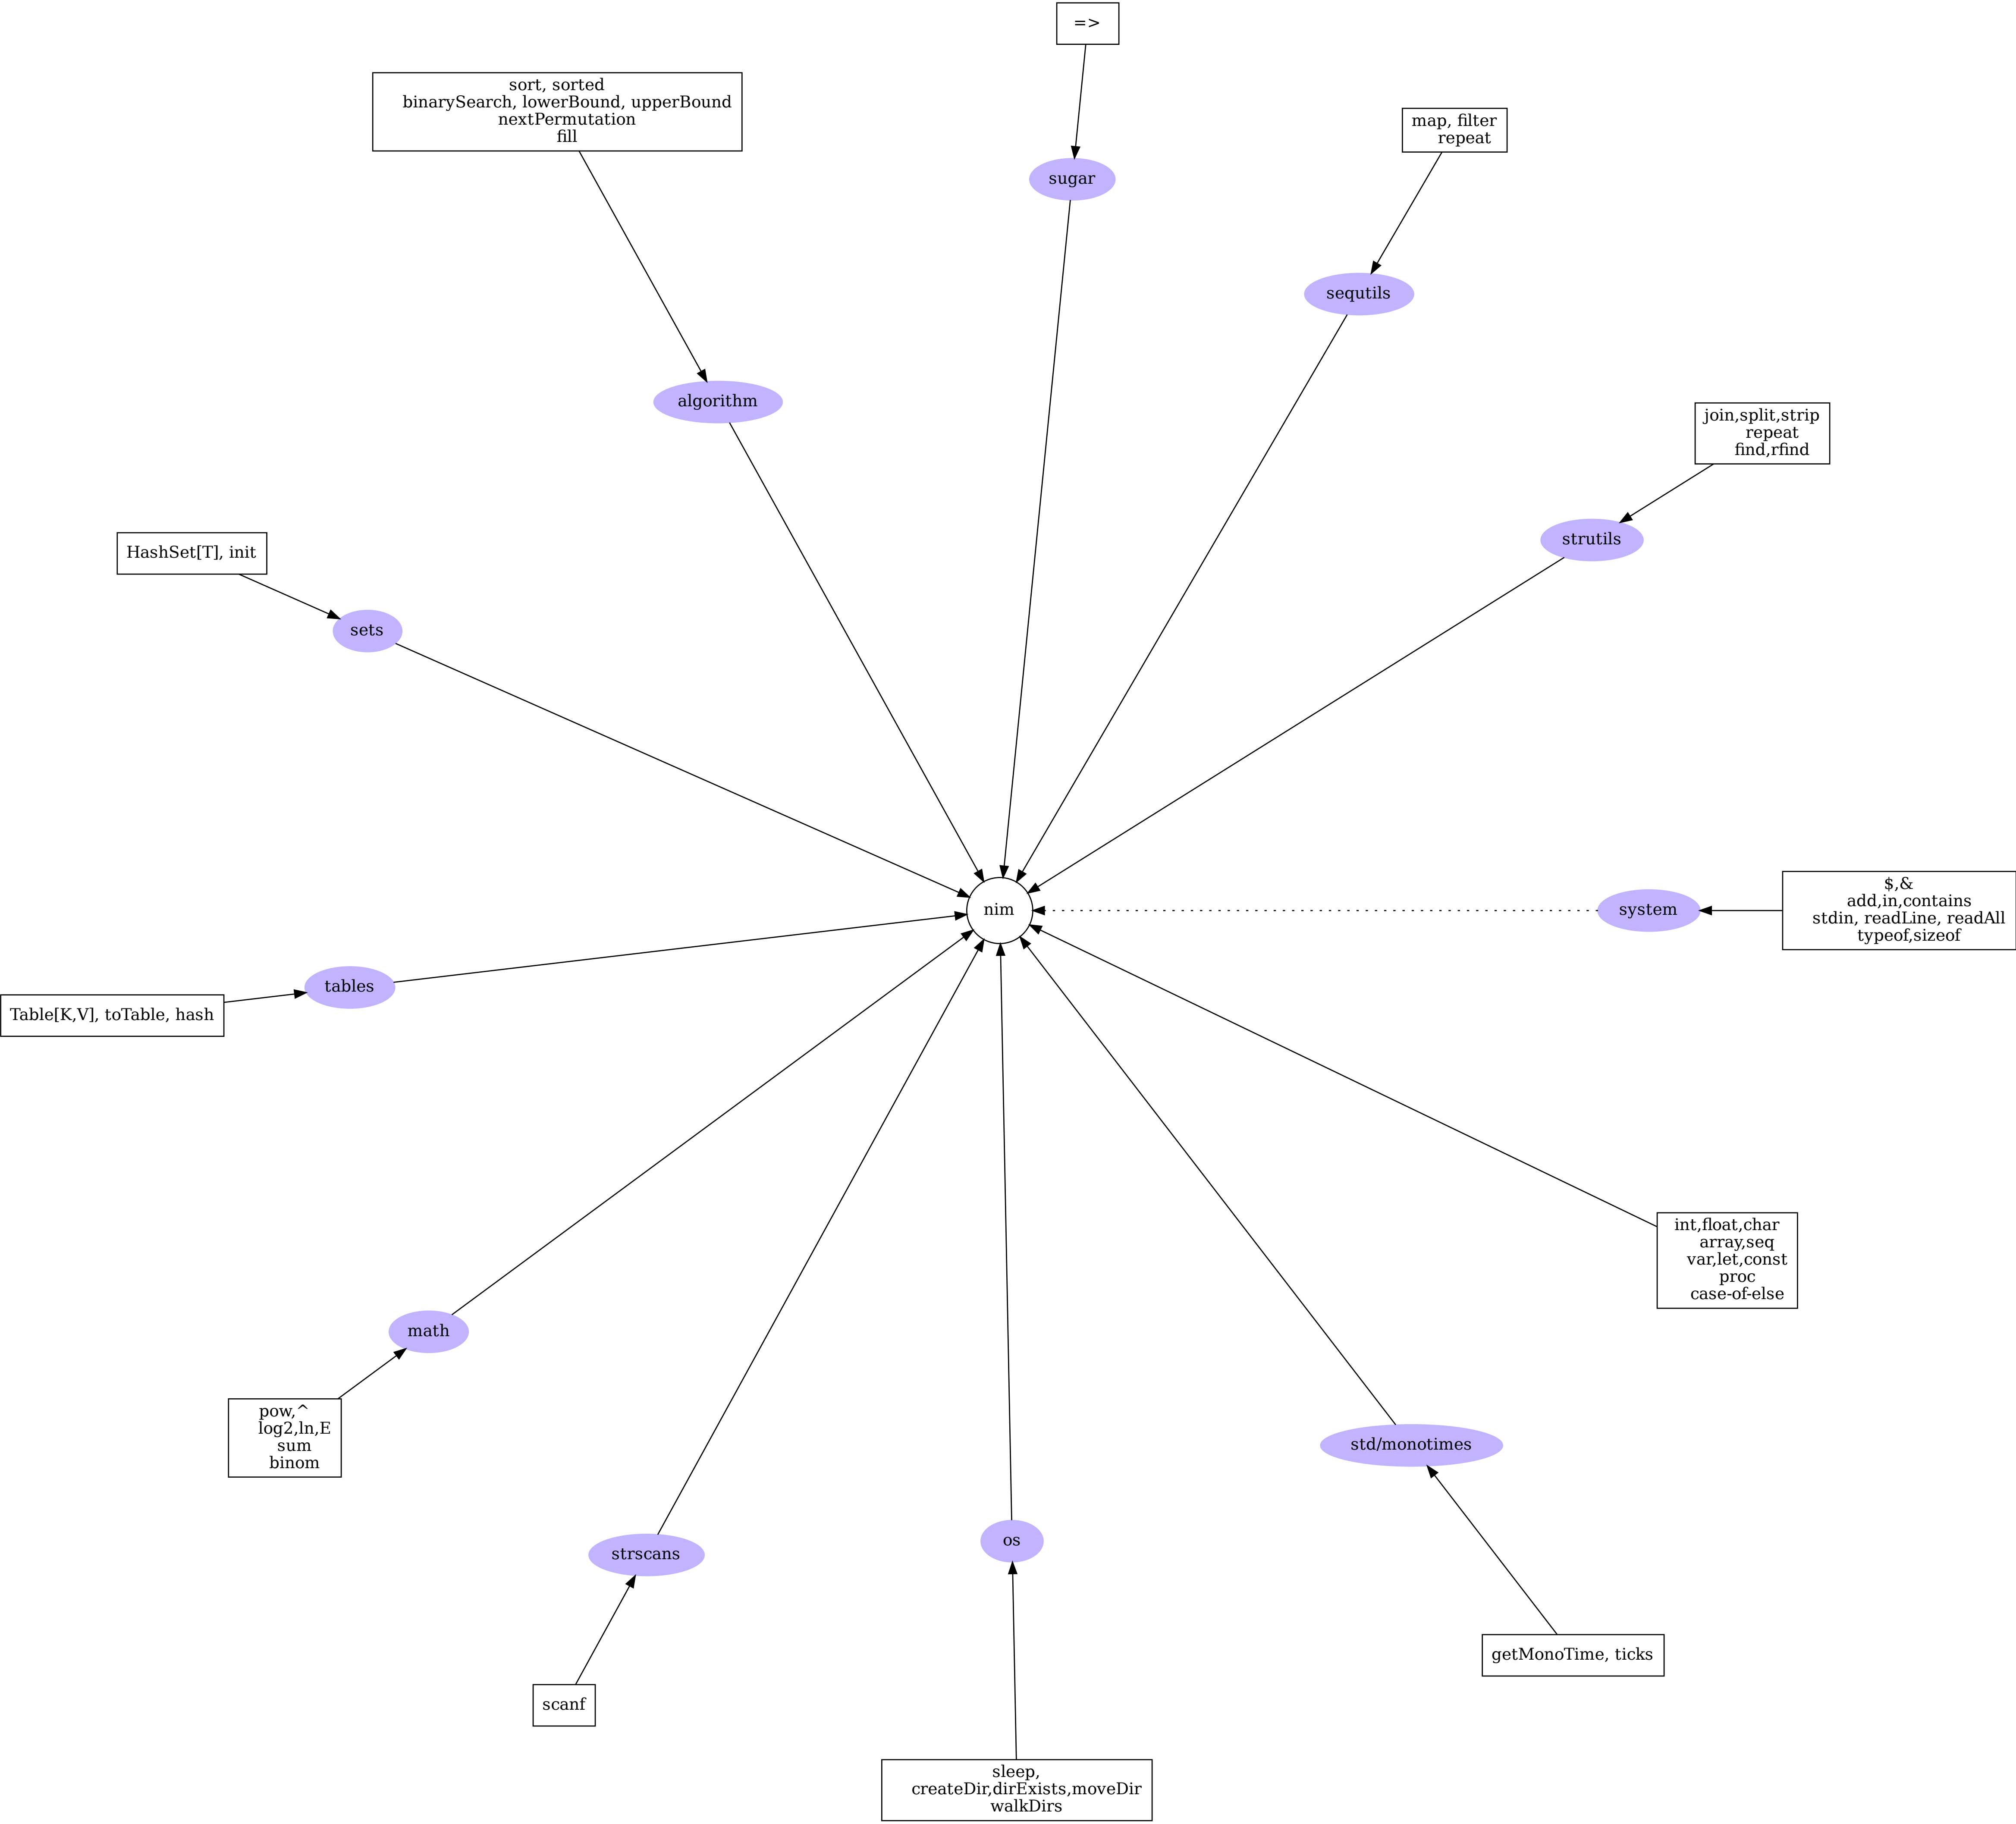 =>
sort, sorted
binarySearch, lowerBound, upperBound
nextPermutation
fill
map, filter
repeat
sugar
sequtils
algorithm
join,split,strip
repeat
find,rfind
strutils
HashSet[T], init
sets
nim
system
$,&
add,in,contains
stdin, readLine, readAll
typeof,sizeof
tables
Table[K,V], toTable, hash
int,float,char
array,seq
var,let,const
proc
case-of-else
math
pow,^
log2,ln,E
sum
binom
std/monotimes
os
strscans
getMonoTime, ticks
scanf
sleep,
createDir,dirExists,moveDir
walkDirs